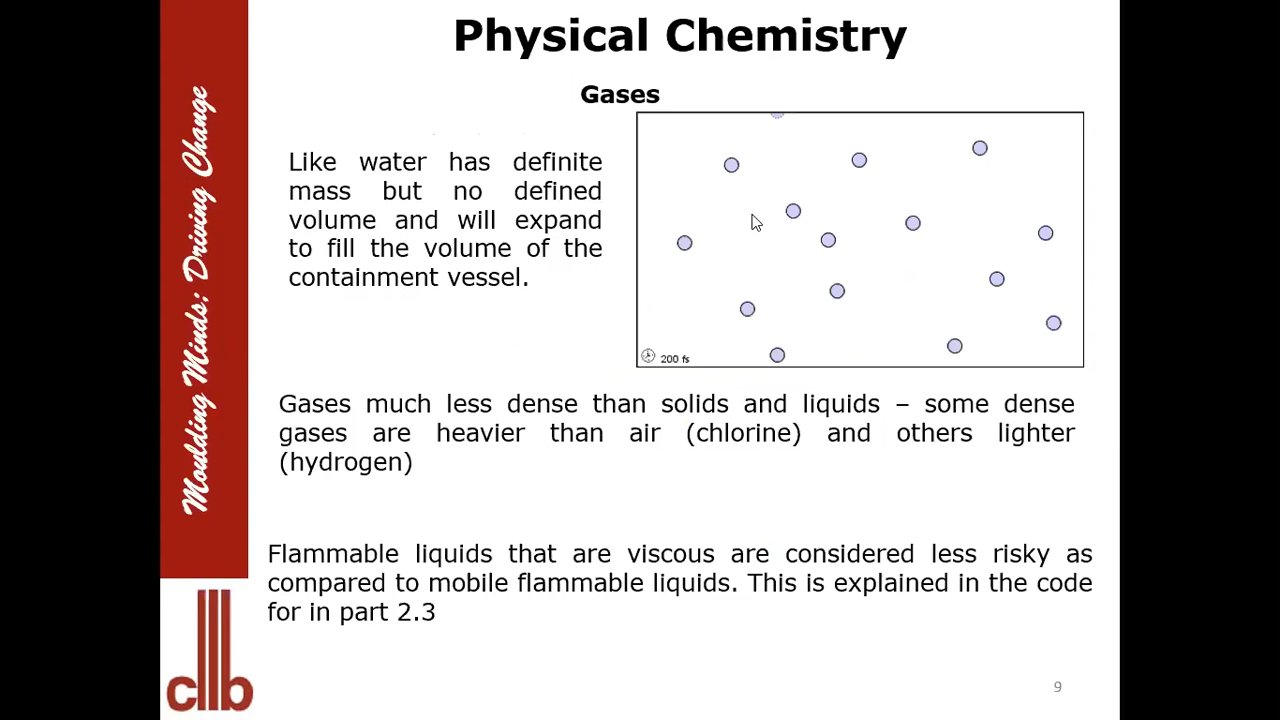 Physical Chemistry
Gases
Like water has definite
mass but no defined
volume and will expand
to fill the volume of the
containment vessel.
200 fs
Gases much less dense than solids and liquids – some dense
gases are heavier than air (chlorine) and others lighter
(hydrogen)
Flammable liquids that are viscous are considered less risky as
compared to mobile flammable liquids. This is explained in the code
for in part 2.3
Moulding Minds; Driving Change
cllb
9